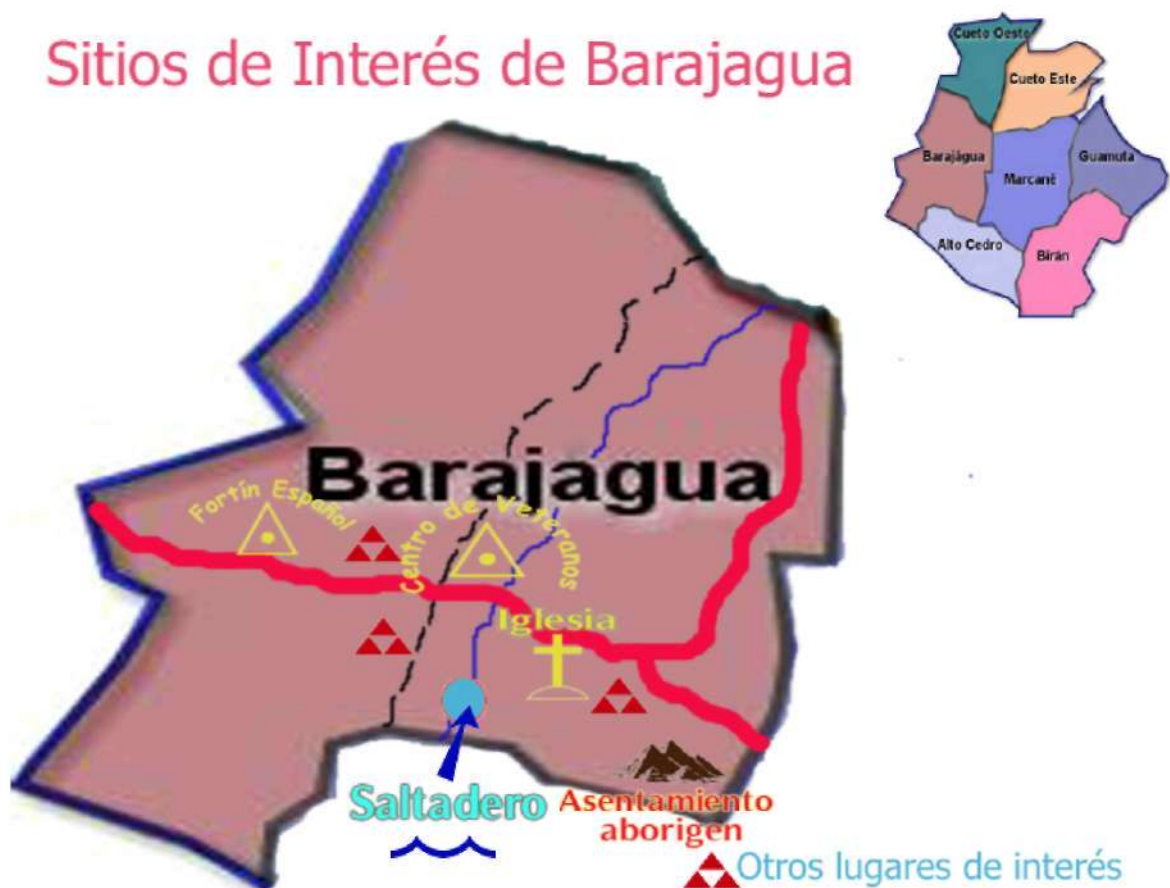 Sitios de Interés de Barajagua
Cueto Oeste
Cueto Este
Barajágua
Marcané
Guamuta
Alto Cedro
Birán
Barajagua
Fortín Español
Centro de Veteranos
Iglesia
Saltadero
Asentamiento
aborigen
Otros lugares de interés